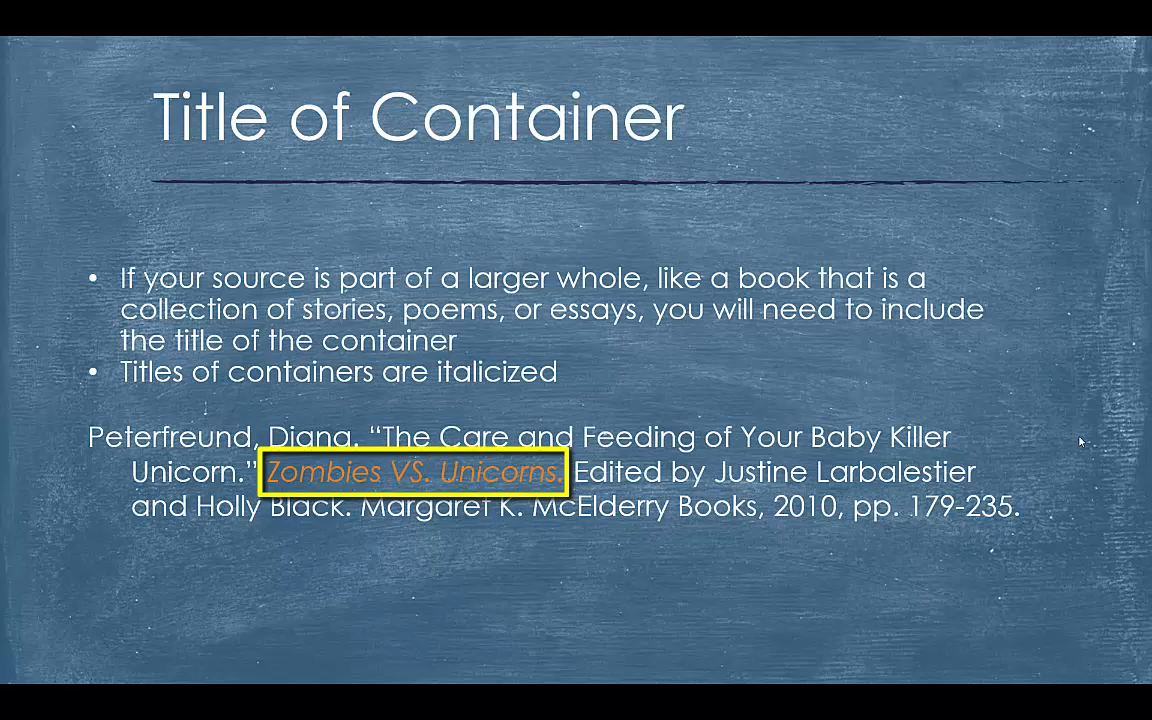 Title of Container
• If your source is part of a larger whole, like a book that is a
collection of stories, poems, or essays, you will need to include
the title of the container
• Titles of containers are italicized
Peterfreund, Diana. “The Care and Feeding of Your Baby Killer
Unicorn.” Zombies VS. Unicorns. Edited by Justine Larbalestier
and Holly Black. Margaret K. McElderry Books, 2010, pp. 179-235.